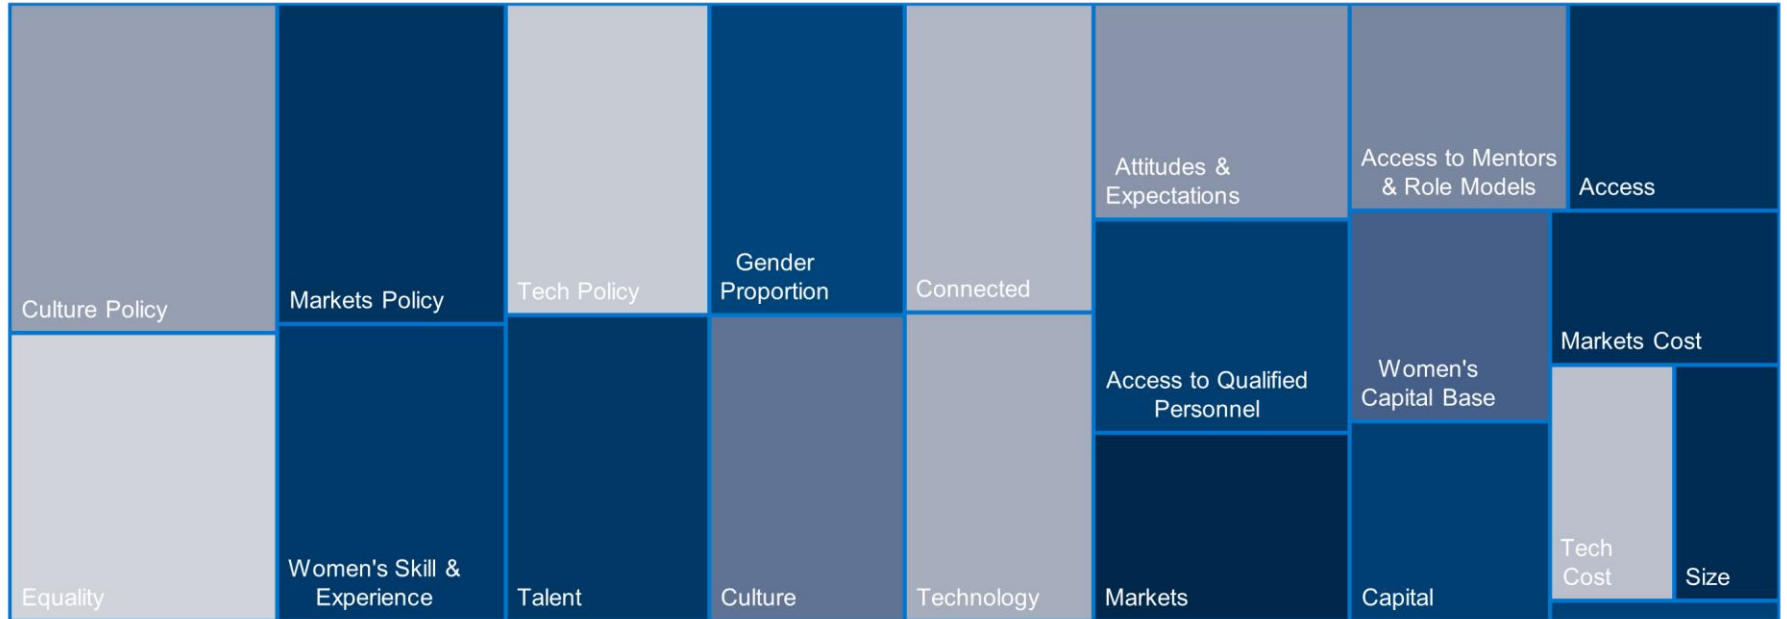 Culture Policy
Equality
Markets Policy
Women's Skill &
Experience
Tech Policy
Talent
Gender
Proportion
Culture
Connected
Technology
Attitudes &
Expectations
Access to Qualified
Personnel
Markets
Access to Mentors
& Role Models
Access
Women's
Capital Base
Capital
Markets Cost
Tech
Cost
Size